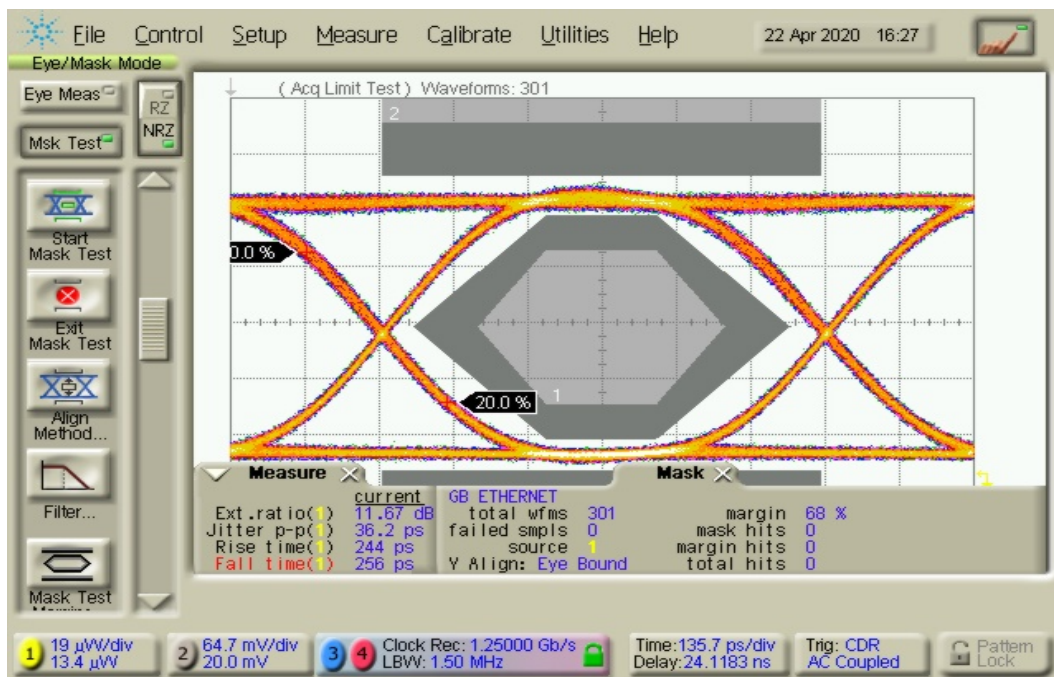 File Control Setup Measure Calibrate Utilities Help 22 Apr 2020 16:27
Eye/Mask Mode
Eye Meas
RZ
NRZ
Msk Test
(Acq Limit Test) Waveforms: 301
2
Start
Mask Test
0.0 %
Exit
Mask Test
20.0 %
1
Align
Method...
Filter...
Mask Test
Measure
Mask
current
Ext.ratio(1) 11.67 dB
Jitter p-p(1) 36.2 ps
Rise time(1) 244 ps
Fall time(1) 256 ps
GB ETHERNET
total wfms 301 margin 68 %
failed smpls 0 mask hits 0
source 1 margin hits 0
Y Align: Eye Bound total hits 0
1 19 µW/div
13.4 µW
2 64.7 mV/div
20.0 mV
3 4 Clock Rec: 1.25000 Gb/s
LBW: 1.50 MHz
Time:135.7 ps/div
Delay:24.1183 ns
Trig: CDR
AC Coupled
Pattern
Lock